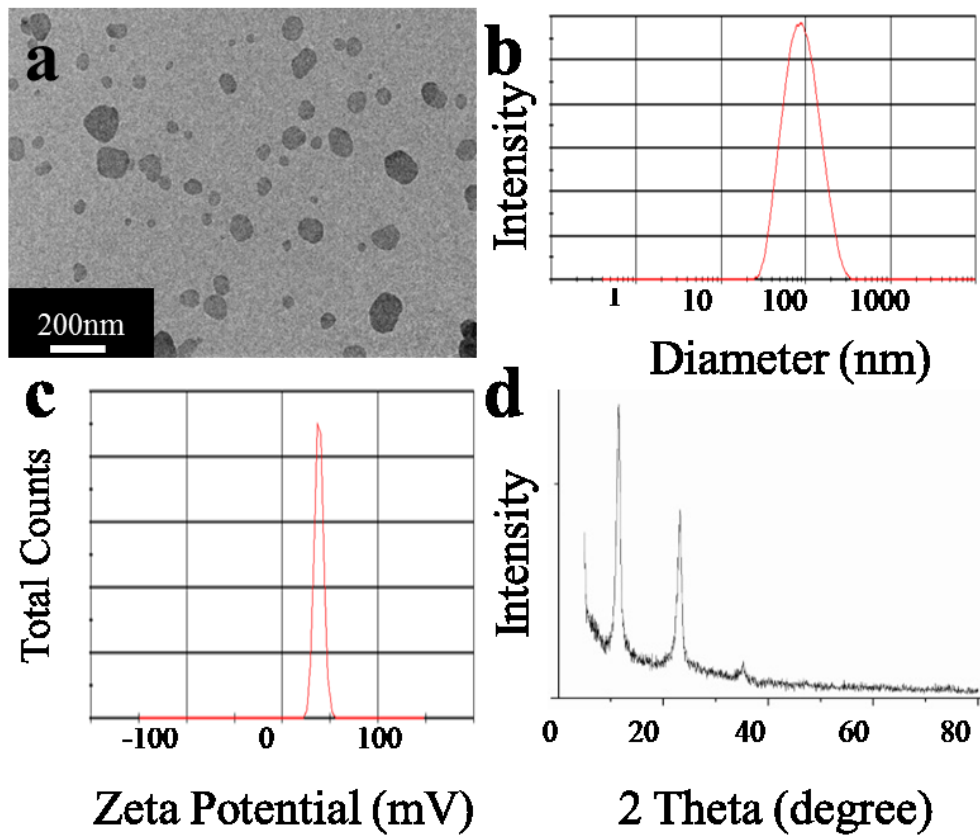 a
200nm
b
Intensity
1 10 100 1000
Diameter (nm)
c
Total Counts
-100 0 100
Zeta Potential (mV)
d
Intensity
0 20 40 60 80
2 Theta (degree)